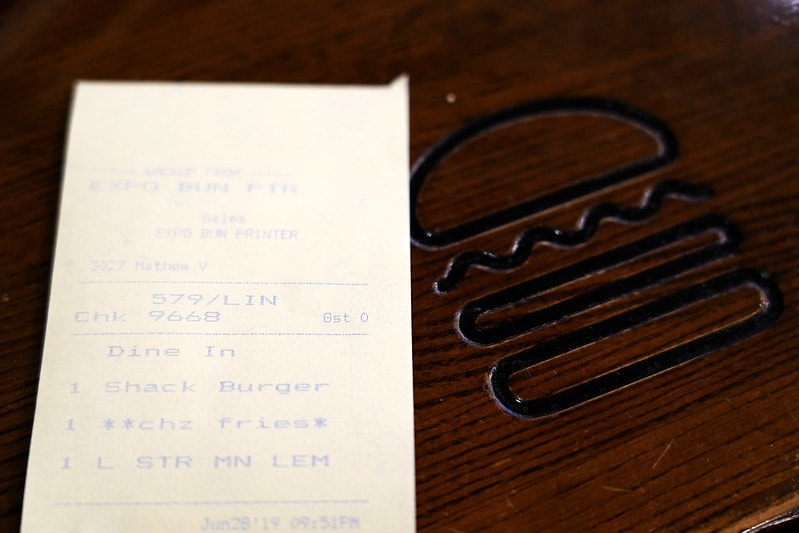 EXPO BUN PTR
Sales
EXPO BUN PRINTER
3027 Mathew V
579/LIN
Chk 9668 Gst 0
Dine In
1 Shack Burger
1 **chz fries*
1 L STR MN LEM
Jun28'19 09:51PM